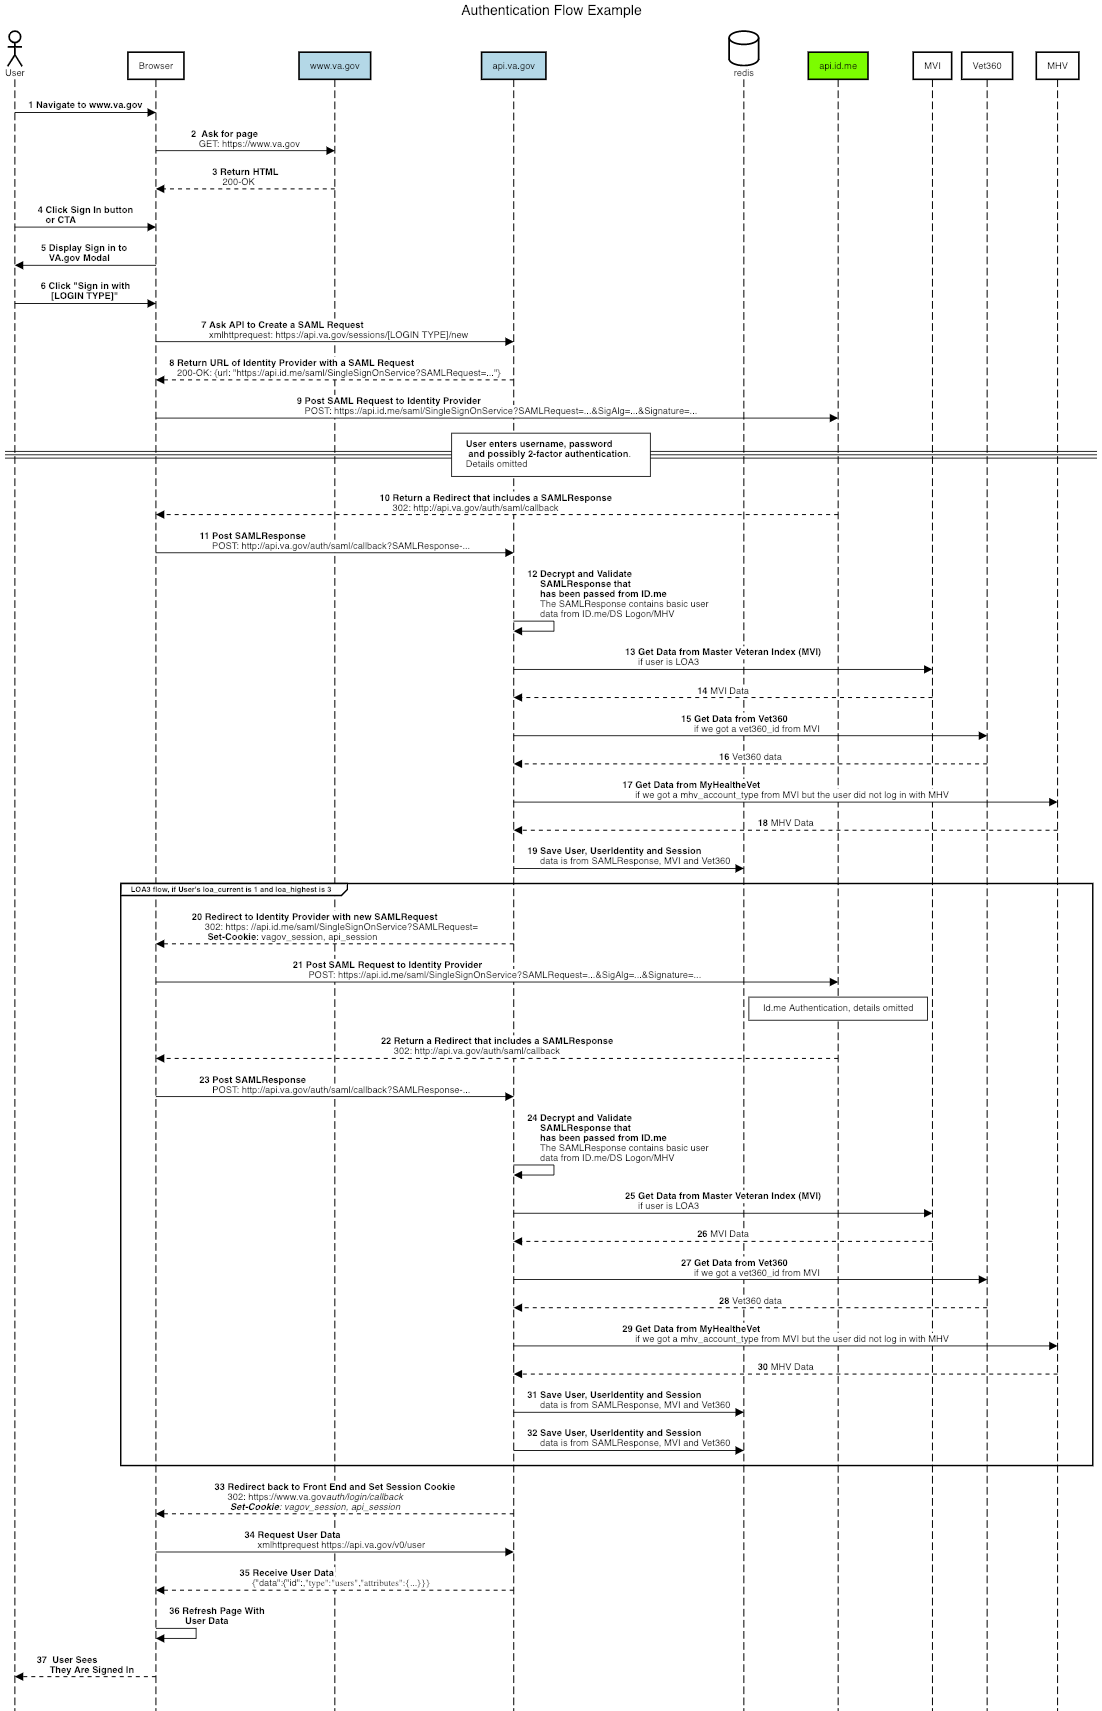 Authentication Flow Example
User
Browser
www.va.gov
api.va.gov
redis
api.id.me
MVI
Vet360
MHV
1 Navigate to www.va.gov
2 Ask for page
GET: https://www.va.gov
3 Return HTML
200-OK
4 Click Sign In button
or CTA
5 Display Sign in to
VA.gov Modal
6 Click "Sign in with
[LOGIN TYPE]"
7 Ask API to Create a SAML Request
xmlhttprequest: https://api.va.gov/sessions/[LOGIN TYPE]/new
8 Return URL of Identity Provider with a SAML Request
200-OK: {url: "https://api.id.me/saml/SingleSignOnService?SAMLRequest=..."}
9 Post SAML Request to Identity Provider
POST: https://api.id.me/saml/SingleSignOnService?SAMLRequest=...&SigAlg=...&Signature=...
User enters username, password
and possibly 2-factor authentication.
Details omitted
10 Return a Redirect that includes a SAMLResponse
302: http://api.va.gov/auth/saml/callback
11 Post SAMLResponse
POST: http://api.va.gov/auth/saml/callback?SAMLResponse-...
12 Decrypt and Validate
SAMLResponse that
has been passed from ID.me
The SAMLResponse contains basic user
data from ID.me/DS Logon/MHV
13 Get Data from Master Veteran Index (MVI)
if user is LOA3
14 MVI Data
15 Get Data from Vet360
if we got a vet360_id from MVI
16 Vet360 data
17 Get Data from MyHealtheVet
if we got a mhv_account_type from MVI but the user did not log in with MHV
18 MHV Data
19 Save User, UserIdentity and Session
data is from SAMLResponse, MVI and Vet360
LOA3 flow, if User's loa_current is 1 and loa_highest is 3
20 Redirect to Identity Provider with new SAMLRequest
302: https: //api.id.me/saml/SingleSignOnService?SAMLRequest=
Set-Cookie: vagov_session, api_session
21 Post SAML Request to Identity Provider
POST: https://api.id.me/saml/SingleSignOnService?SAMLRequest=...&SigAlg=...&Signature=...
Id.me Authentication, details omitted
22 Return a Redirect that includes a SAMLResponse
302: http://api.va.gov/auth/saml/callback
23 Post SAMLResponse
POST: http://api.va.gov/auth/saml/callback?SAMLResponse-...
24 Decrypt and Validate
SAMLResponse that
has been passed from ID.me
The SAMLResponse contains basic user
data from ID.me/DS Logon/MHV
25 Get Data from Master Veteran Index (MVI)
if user is LOA3
26 MVI Data
27 Get Data from Vet360
if we got a vet360_id from MVI
28 Vet360 data
29 Get Data from MyHealtheVet
if we got a mhv_account_type from MVI but the user did not log in with MHV
30 MHV Data
31 Save User, UserIdentity and Session
data is from SAMLResponse, MVI and Vet360
32 Save User, UserIdentity and Session
data is from SAMLResponse, MVI and Vet360
33 Redirect back to Front End and Set Session Cookie
302: https://www.va.govauth/login/callback
Set-Cookie: vagov_session, api_session
34 Request User Data
xmlhttprequest https://api.va.gov/v0/user
35 Receive User Data
{"data":{"id":,"type":"users","attributes":{...}}}
36 Refresh Page With
User Data
37 User Sees
They Are Signed In